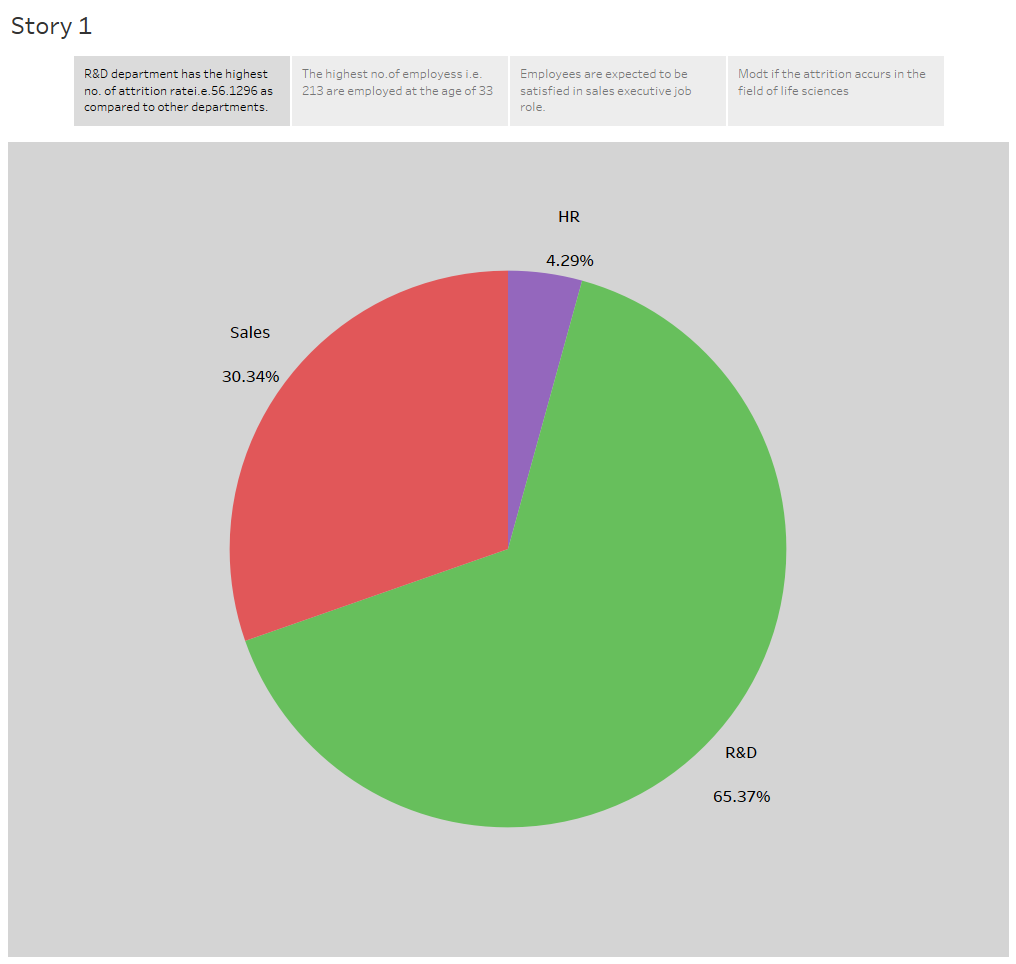 Story 1
R&D department has the highest
no. of attrition ratei.e.56.1296 as
compared to other departments.
The highest no.of employess i.e.
213 are employed at the age of 33
Employees are expected to be
satisfied in sales executive job
role.
Modt if the attrition accurs in the
field of life sciences
HR
4.29%
Sales
30.34%
R&D
65.37%